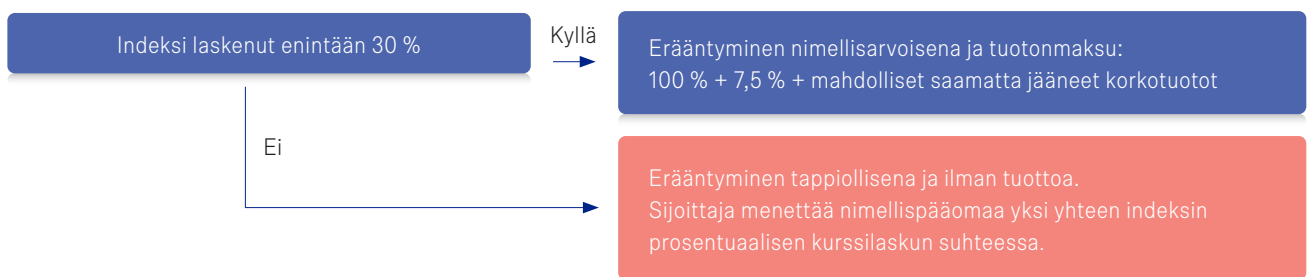 Indeksi laskenut enintään 30 %
Kyllä
Erääntyminen nimellisarvoisena ja tuotonmaksu:
100 % + 7,5 % + mahdolliset saamatta jääneet korkotuotot
Ei
Erääntyminen tappiollisena ja ilman tuottoa.
Sijoittaja menettää nimellispääomaa yksi yhteen indeksin
prosentuaalisen kurssilaskun suhteessa.